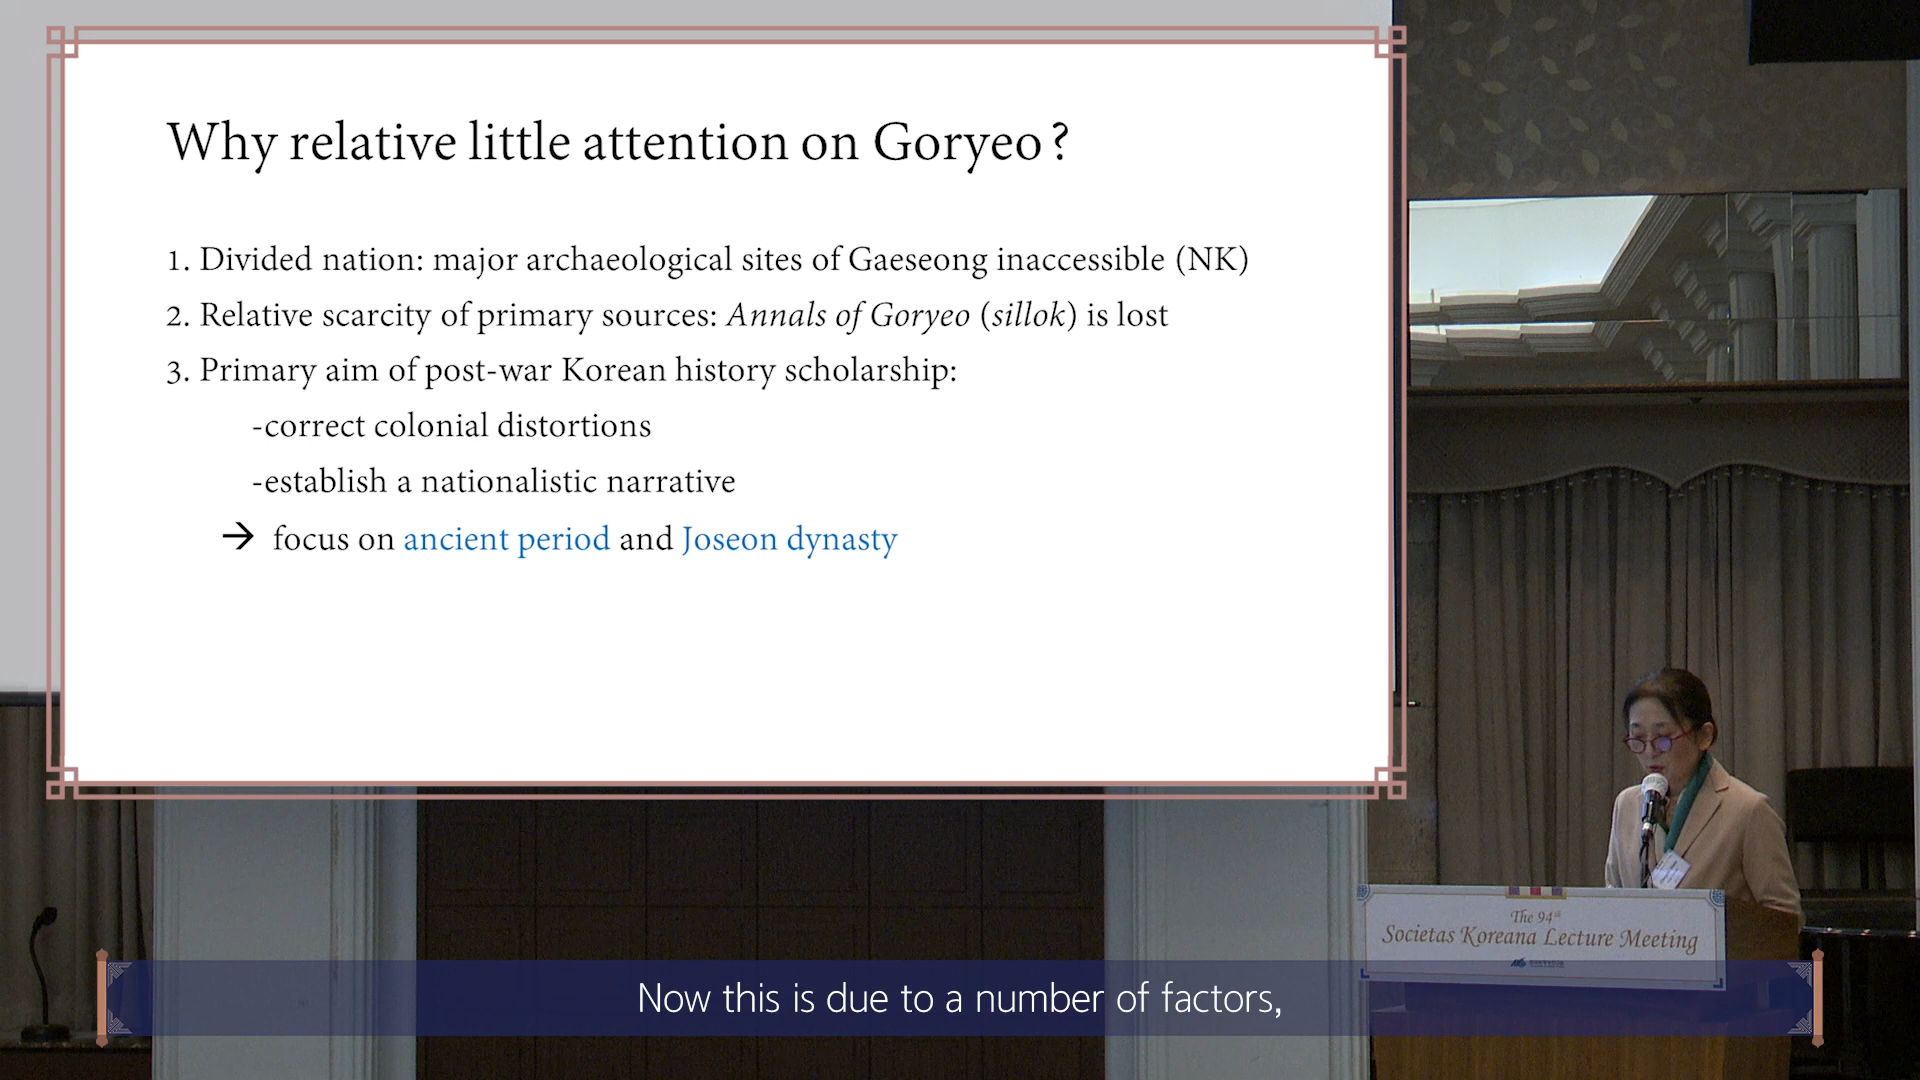 Why relative little attention on Goryeo?
1. Divided nation: major archaeological sites of Gaeseong inaccessible (NK)
2. Relative scarcity of primary sources: Annals of Goryeo (sillok) is lost
3. Primary aim of post-war Korean history scholarship:
-correct colonial distortions
-establish a nationalistic narrative
→ focus on ancient period and Joseon dynasty
The 94th
Societas Koreana Lecture Meeting
Now this is due to a number of factors,